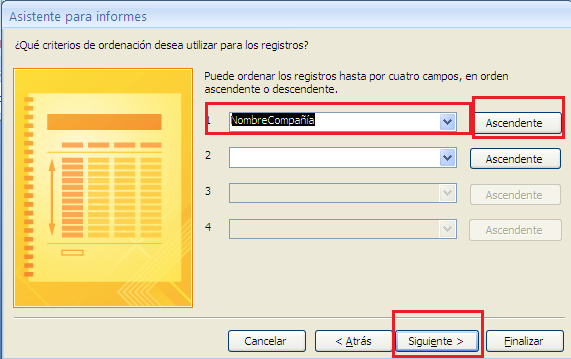 Asistente para informes
¿Qué criterios de ordenación desea utilizar para los registros?
Puede ordenar los registros hasta por cuatro campos, en orden
ascendente o descendente.
1 NombreCompañía Ascendente
2 Ascendente
3 Ascendente
4 Ascendente
Cancelar < Atrás Siguiente > Finalizar